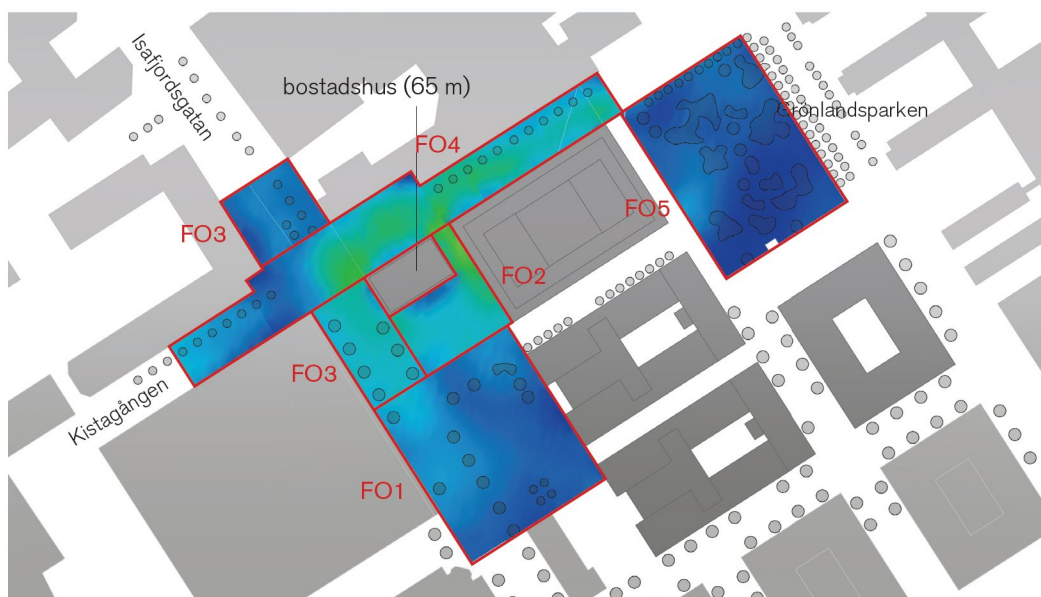 Isafjordsgatan
bostadshus (65 m)
Grönlandsparken
FO4
FO3
FO5
FO2
FO3
Kistagången
FO1